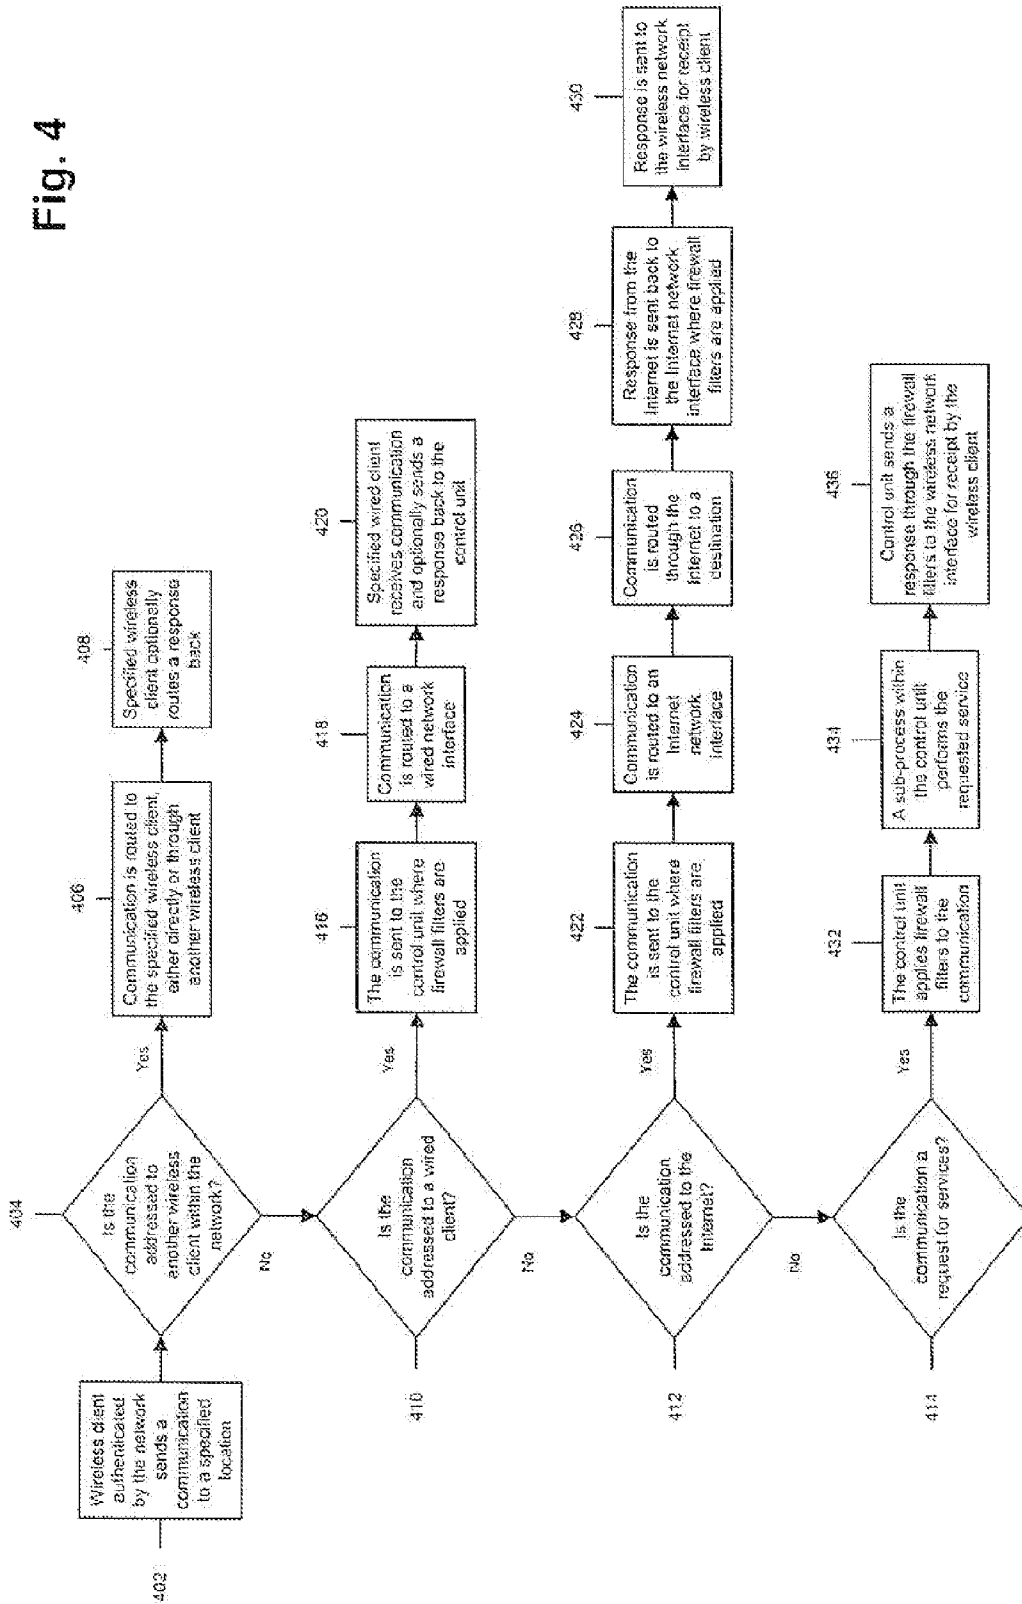 Fig. 4
402
Wireless client
authenticated
by the network
sends a
communication
to a specified
location
404
Is the
communication
addressed to
another wireless
client within the
network?
Yes
406
Communication is routed to
the specified wireless client,
either directly or through
another wireless client
408
Specified wireless
client optionally
routes a response
back
No
410
Is the
communication
addressed to a wired
client?
Yes
416
The communication
is sent to the
control unit where
firewall filters are
applied
418
Communication
is routed to a
wired network
interface
420
Specified wired client
receives communication
and optionally sends a
response back to the
control unit
No
412
Is the
communication
addressed to the
Internet?
Yes
422
The communication
is sent to the
control unit where
firewall filters are
applied
424
Communication
is routed to an
Internet
network
interface
426
Communication
is routed
through the
Internet to a
destination
428
Response from the
Internet is sent back to
the Internet network
interface where firewall
filters are applied
430
Response is sent to
the wireless network
interface for receipt
by wireless client
No
414
Is the
communication a
request for services?
Yes
432
The control unit
applies firewall
filters to the
communication
434
A sub-process within
the control unit
performs the
requested service
436
Control unit sends a
response through the firewall
filters to the wireless network
interface for receipt by the
wireless client